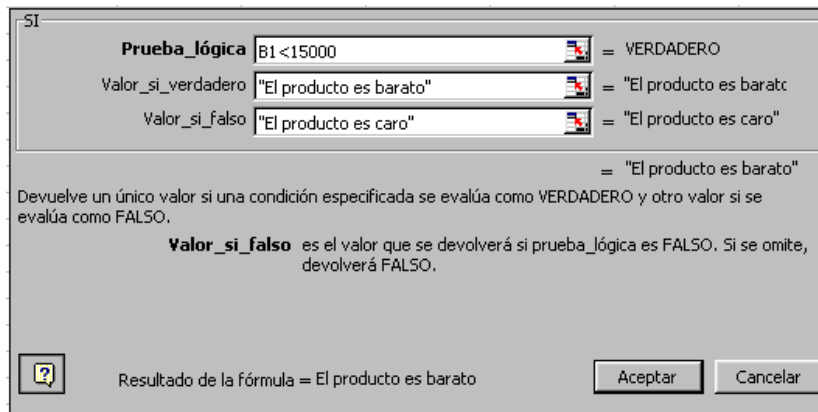 SI
Prueba_lógica B1<15000 = VERDADERO
Valor_si_verdadero "El producto es barato" = "El producto es barato
Valor_si_falso "El producto es caro" = "El producto es caro"
= "El producto es barato"
Devuelve un único valor si una condición especificada se evalúa como VERDADERO y otro valor si se
evalúa como FALSO.
Valor_si_falso es el valor que se devolverá si prueba_lógica es FALSO. Si se omite,
devolverá FALSO.
? Resultado de la fórmula = El producto es barato Aceptar Cancelar